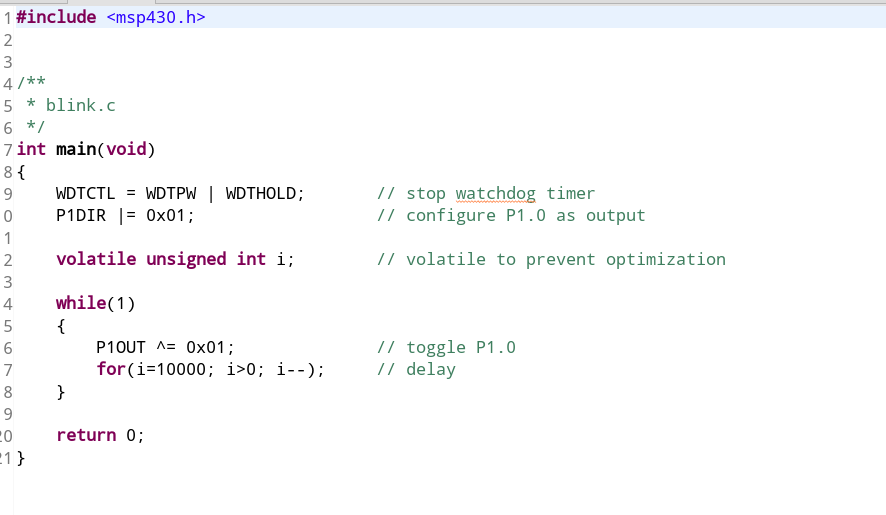 1 #include <msp430.h>
2
3
4 /**
5  * blink.c
6  */
7 int main(void)
8 {
9     WDTCTL = WDTPW | WDTHOLD;       // stop watchdog timer
0     P1DIR |= 0x01;                  // configure P1.0 as output
1
2     volatile unsigned int i;        // volatile to prevent optimization
3
4     while(1)
5     {
6         P1OUT ^= 0x01;              // toggle P1.0
7         for(i=10000; i>0; i--);     // delay
8     }
9
20     return 0;
21 }